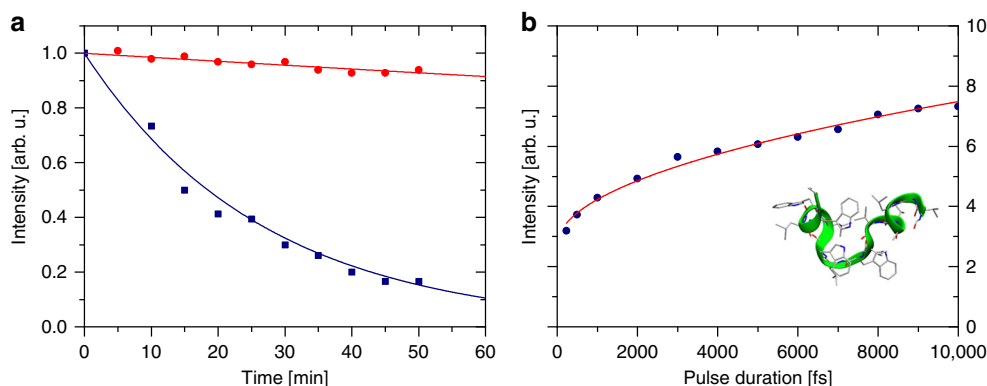 a
b
1.0
0.8
0.6
0.4
0.2
0.0
Intensity [arb. u.]
0 10 20 30 40 50 60
Time [min]
Intensity [arb. u.]
10
8
6
4
2
0
0 2000 4000 6000 8000 10,000
Pulse duration [fs]